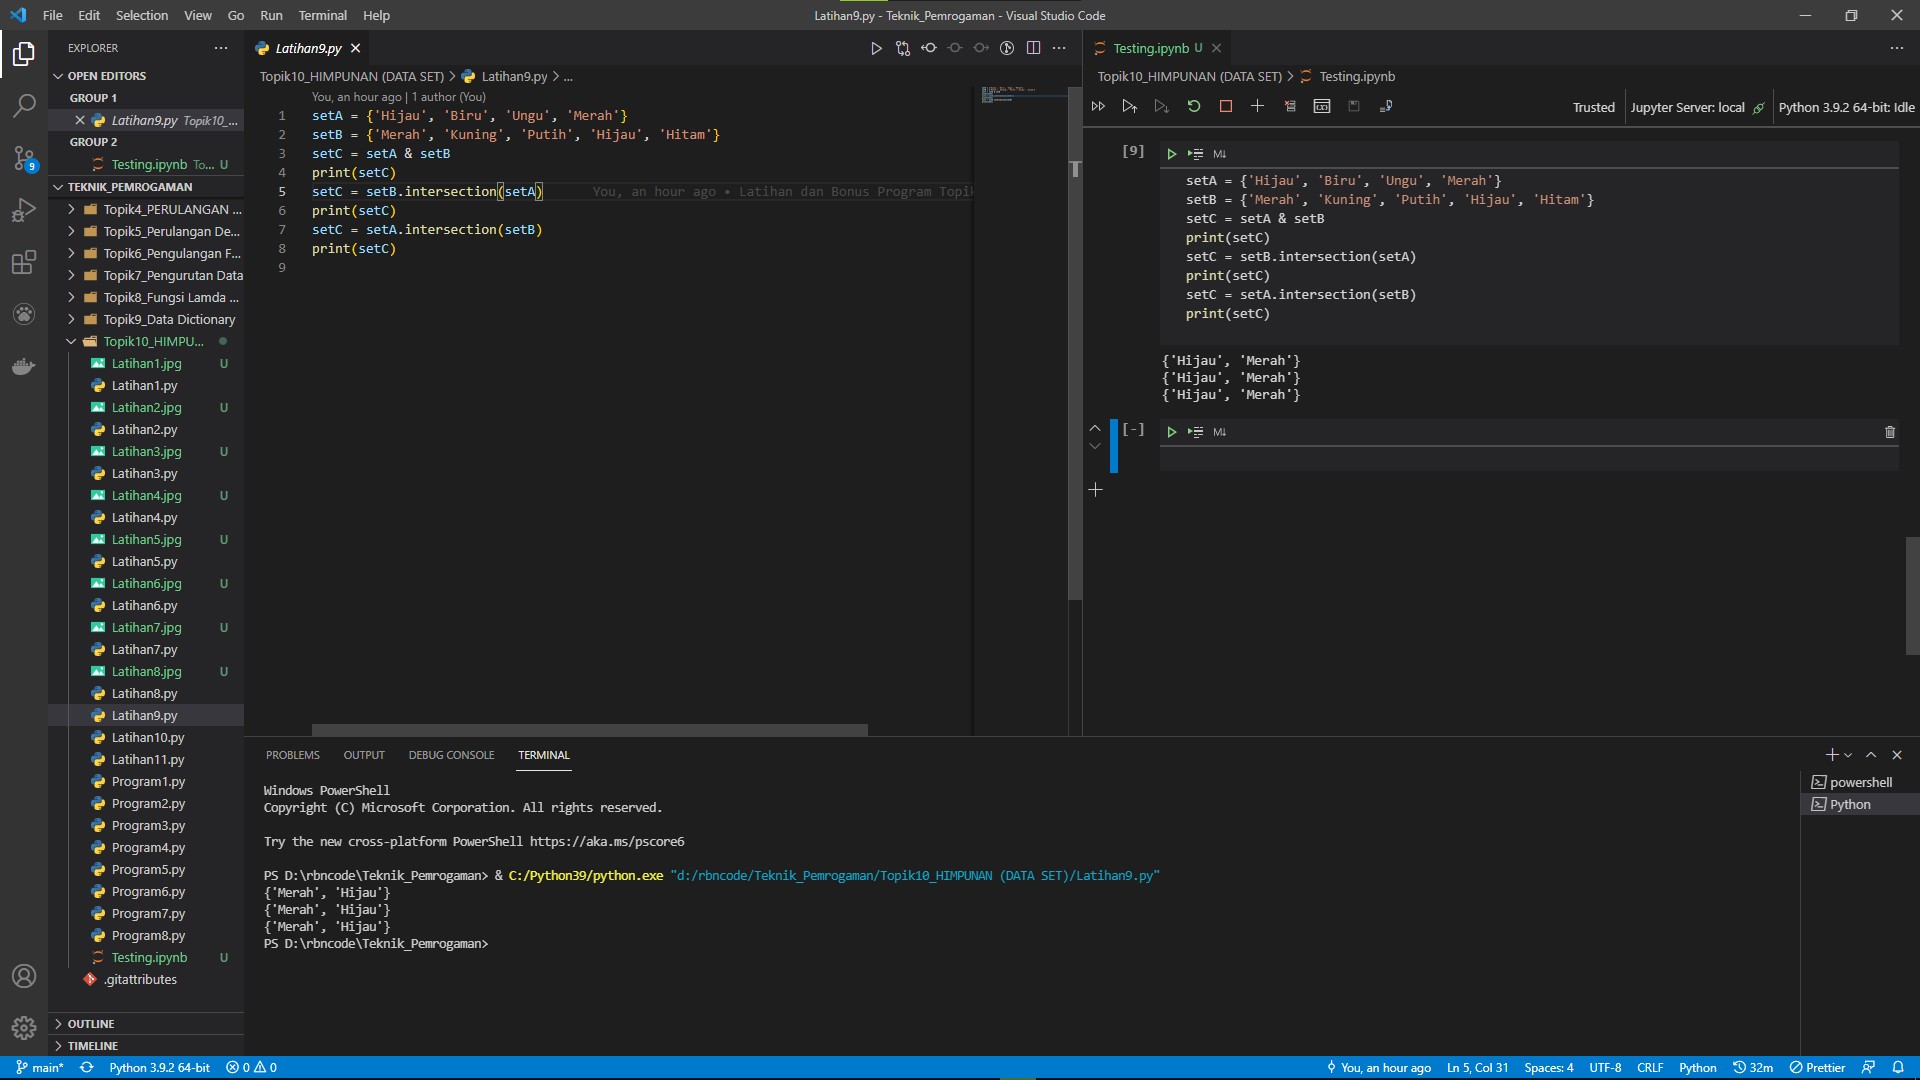 File Edit Selection View Go Run Terminal Help
Latihan9.py - Teknik_Pemrogaman - Visual Studio Code
EXPLORER
OPEN EDITORS
GROUP 1
Latihan9.py Topik10_...
GROUP 2
Testing.ipynb To... U
TEKNIK_PEMROGAMAN
Topik4_PERULANGAN ...
Topik5_Perulangan De...
Topik6_Pengulangan F...
Topik7_Pengurutan Data
Topik8_Fungsi Lamda ...
Topik9_Data Dictionary
Topik10_HIMPU...
Latihan1.jpg U
Latihan1.py
Latihan2.jpg U
Latihan2.py
Latihan3.jpg U
Latihan3.py
Latihan4.jpg U
Latihan4.py
Latihan5.jpg U
Latihan5.py
Latihan6.jpg U
Latihan6.py
Latihan7.jpg U
Latihan7.py
Latihan8.jpg U
Latihan8.py
Latihan9.py
Latihan10.py
Latihan11.py
Program1.py
Program2.py
Program3.py
Program4.py
Program5.py
Program6.py
Program7.py
Program8.py
Testing.ipynb U
.gitattributes
OUTLINE
TIMELINE
9
Latihan9.py
Topik10_HIMPUNAN (DATA SET) > Latihan9.py > ...
You, an hour ago | 1 author (You)
1 setA = {'Hijau', 'Biru', 'Ungu', 'Merah'}
2 setB = {'Merah', 'Kuning', 'Putih', 'Hijau', 'Hitam'}
3 setC = setA & setB
4 print(setC)
5 setC = setB.intersection(setA) You, an hour ago • Latihan dan Bonus Program Topik
6 print(setC)
7 setC = setA.intersection(setB)
8 print(setC)
9
Testing.ipynb U
Topik10_HIMPUNAN (DATA SET) > Testing.ipynb
Trusted Jupyter Server: local Python 3.9.2 64-bit: Idle
[9] M↓
setA = {'Hijau', 'Biru', 'Ungu', 'Merah'}
setB = {'Merah', 'Kuning', 'Putih', 'Hijau', 'Hitam'}
setC = setA & setB
print(setC)
setC = setB.intersection(setA)
print(setC)
setC = setA.intersection(setB)
print(setC)
{'Hijau', 'Merah'}
{'Hijau', 'Merah'}
{'Hijau', 'Merah'}
[-] M↓
PROBLEMS OUTPUT DEBUG CONSOLE TERMINAL
Windows PowerShell
Copyright (C) Microsoft Corporation. All rights reserved.
Try the new cross-platform PowerShell https://aka.ms/pscore6
PS D:\rbncode\Teknik_Pemrogaman> & C:/Python39/python.exe "d:/rbncode/Teknik_Pemrogaman/Topik10_HIMPUNAN (DATA SET)/Latihan9.py"
{'Merah', 'Hijau'}
{'Merah', 'Hijau'}
{'Merah', 'Hijau'}
PS D:\rbncode\Teknik_Pemrogaman>
powershell
Python
main* Python 3.9.2 64-bit 0 0 You, an hour ago Ln 5, Col 31 Spaces: 4 UTF-8 CRLF Python 32m Prettier